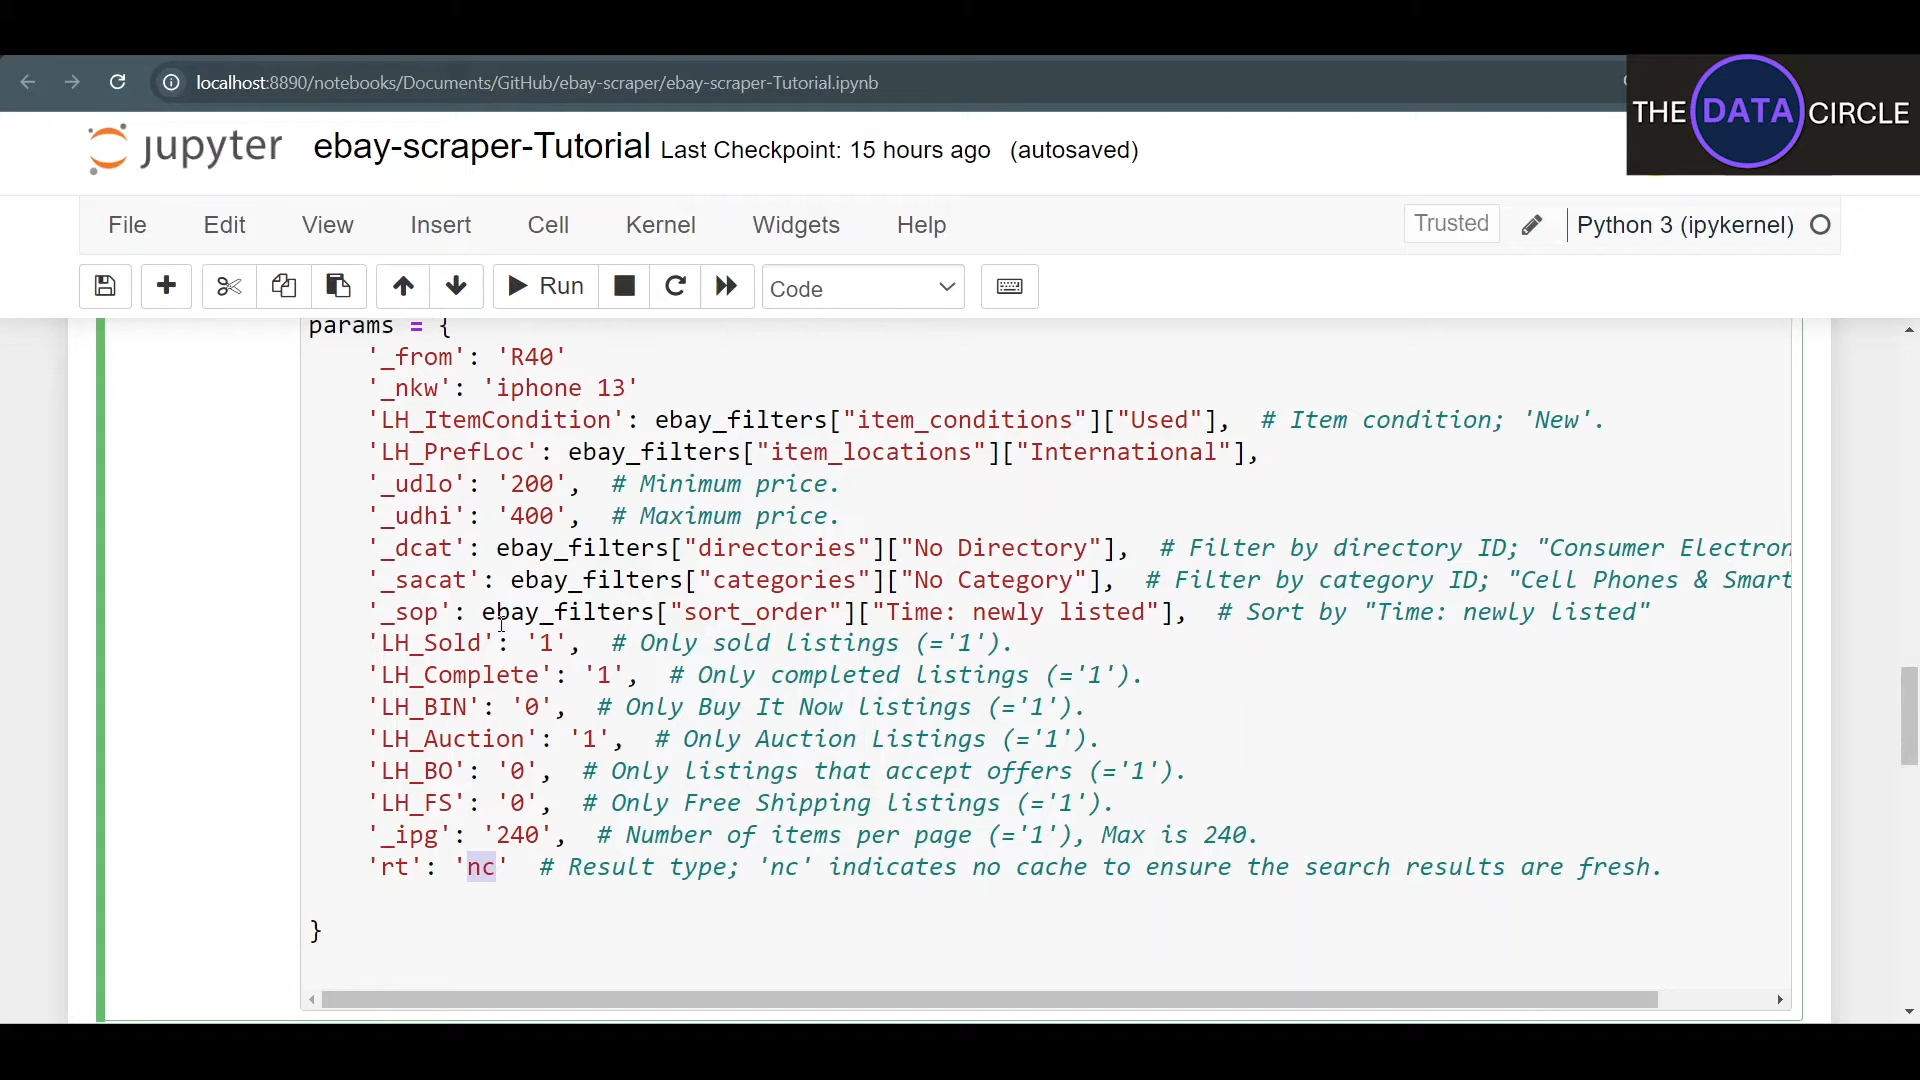 localhost:8890/notebooks/Documents/GitHub/ebay-scraper/ebay-scraper-Tutorial.ipynb
THE DATA CIRCLE
jupyter ebay-scraper-Tutorial Last Checkpoint: 15 hours ago (autosaved)
File Edit View Insert Cell Kernel Widgets Help Trusted Python 3 (ipykernel)
Run Code
params = {
'_from': 'R40'
'_nkw': 'iphone 13'
'LH_ItemCondition': ebay_filters["item_conditions"]["Used"], # Item condition; 'New'.
'LH_PrefLoc': ebay_filters["item_locations"]["International"],
'_udlo': '200', # Minimum price.
'_udhi': '400', # Maximum price.
'_dcat': ebay_filters["directories"]["No Directory"], # Filter by directory ID; "Consumer Electron
'_sacat': ebay_filters["categories"]["No Category"], # Filter by category ID; "Cell Phones & Smart
'_sop': ebay_filters["sort_order"]["Time: newly listed"], # Sort by "Time: newly listed"
'LH_Sold': '1', # Only sold listings (='1').
'LH_Complete': '1', # Only completed listings (='1').
'LH_BIN': '0', # Only Buy It Now listings (='1').
'LH_Auction': '1', # Only Auction Listings (='1').
'LH_BO': '0', # Only listings that accept offers (='1').
'LH_FS': '0', # Only Free Shipping listings (='1').
'_ipg': '240', # Number of items per page (='1'), Max is 240.
'rt': 'nc' # Result type; 'nc' indicates no cache to ensure the search results are fresh.
}